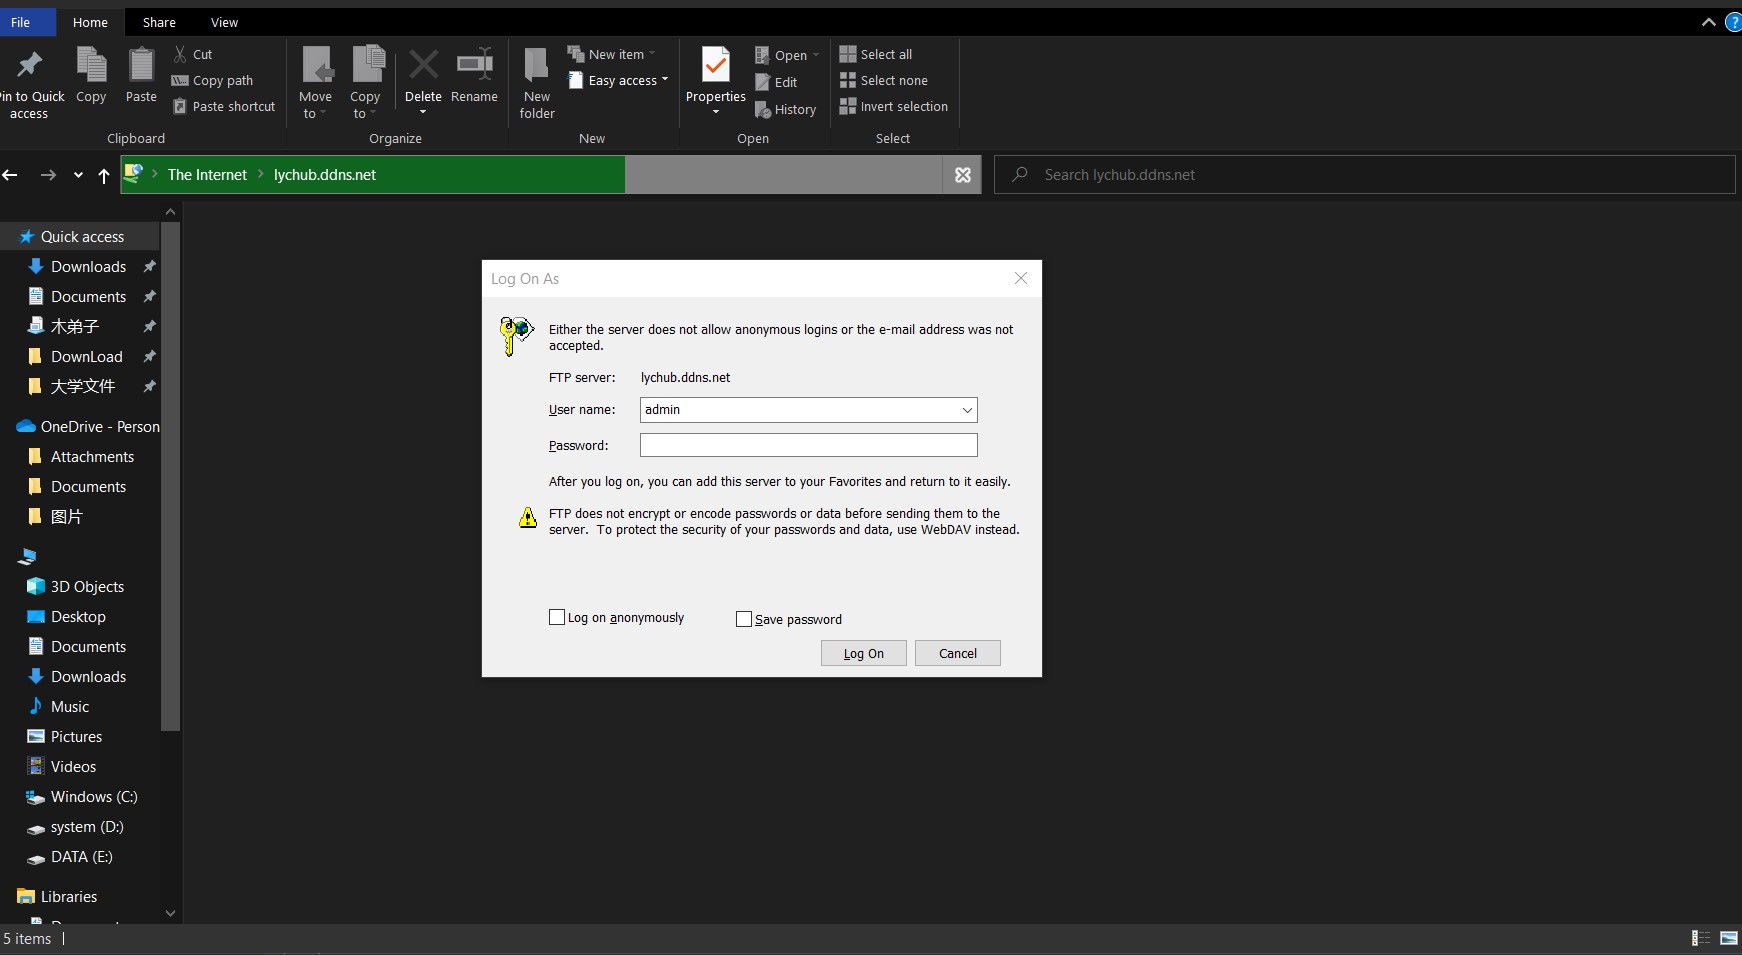 File Home Share View
Pin to Quick access
Copy
Paste
Cut
Copy path
Paste shortcut
Clipboard
Move to
Copy to
Delete
Rename
Organize
New folder
New item
Easy access
New
Properties
Open
Edit
History
Open
Select all
Select none
Invert selection
Select
The Internet lychub.ddns.net
Search lychub.ddns.net
Quick access
Downloads
Documents
木弟子
DownLoad
大学文件
OneDrive - Person
Attachments
Documents
图片
3D Objects
Desktop
Documents
Downloads
Music
Pictures
Videos
Windows (C:)
system (D:)
DATA (E:)
Libraries
5 items
Log On As
Either the server does not allow anonymous logins or the e-mail address was not
accepted.
FTP server: lychub.ddns.net
User name: admin
Password:
After you log on, you can add this server to your Favorites and return to it easily.
FTP does not encrypt or encode passwords or data before sending them to the
server. To protect the security of your passwords and data, use WebDAV instead.
Log on anonymously
Save password
Log On
Cancel